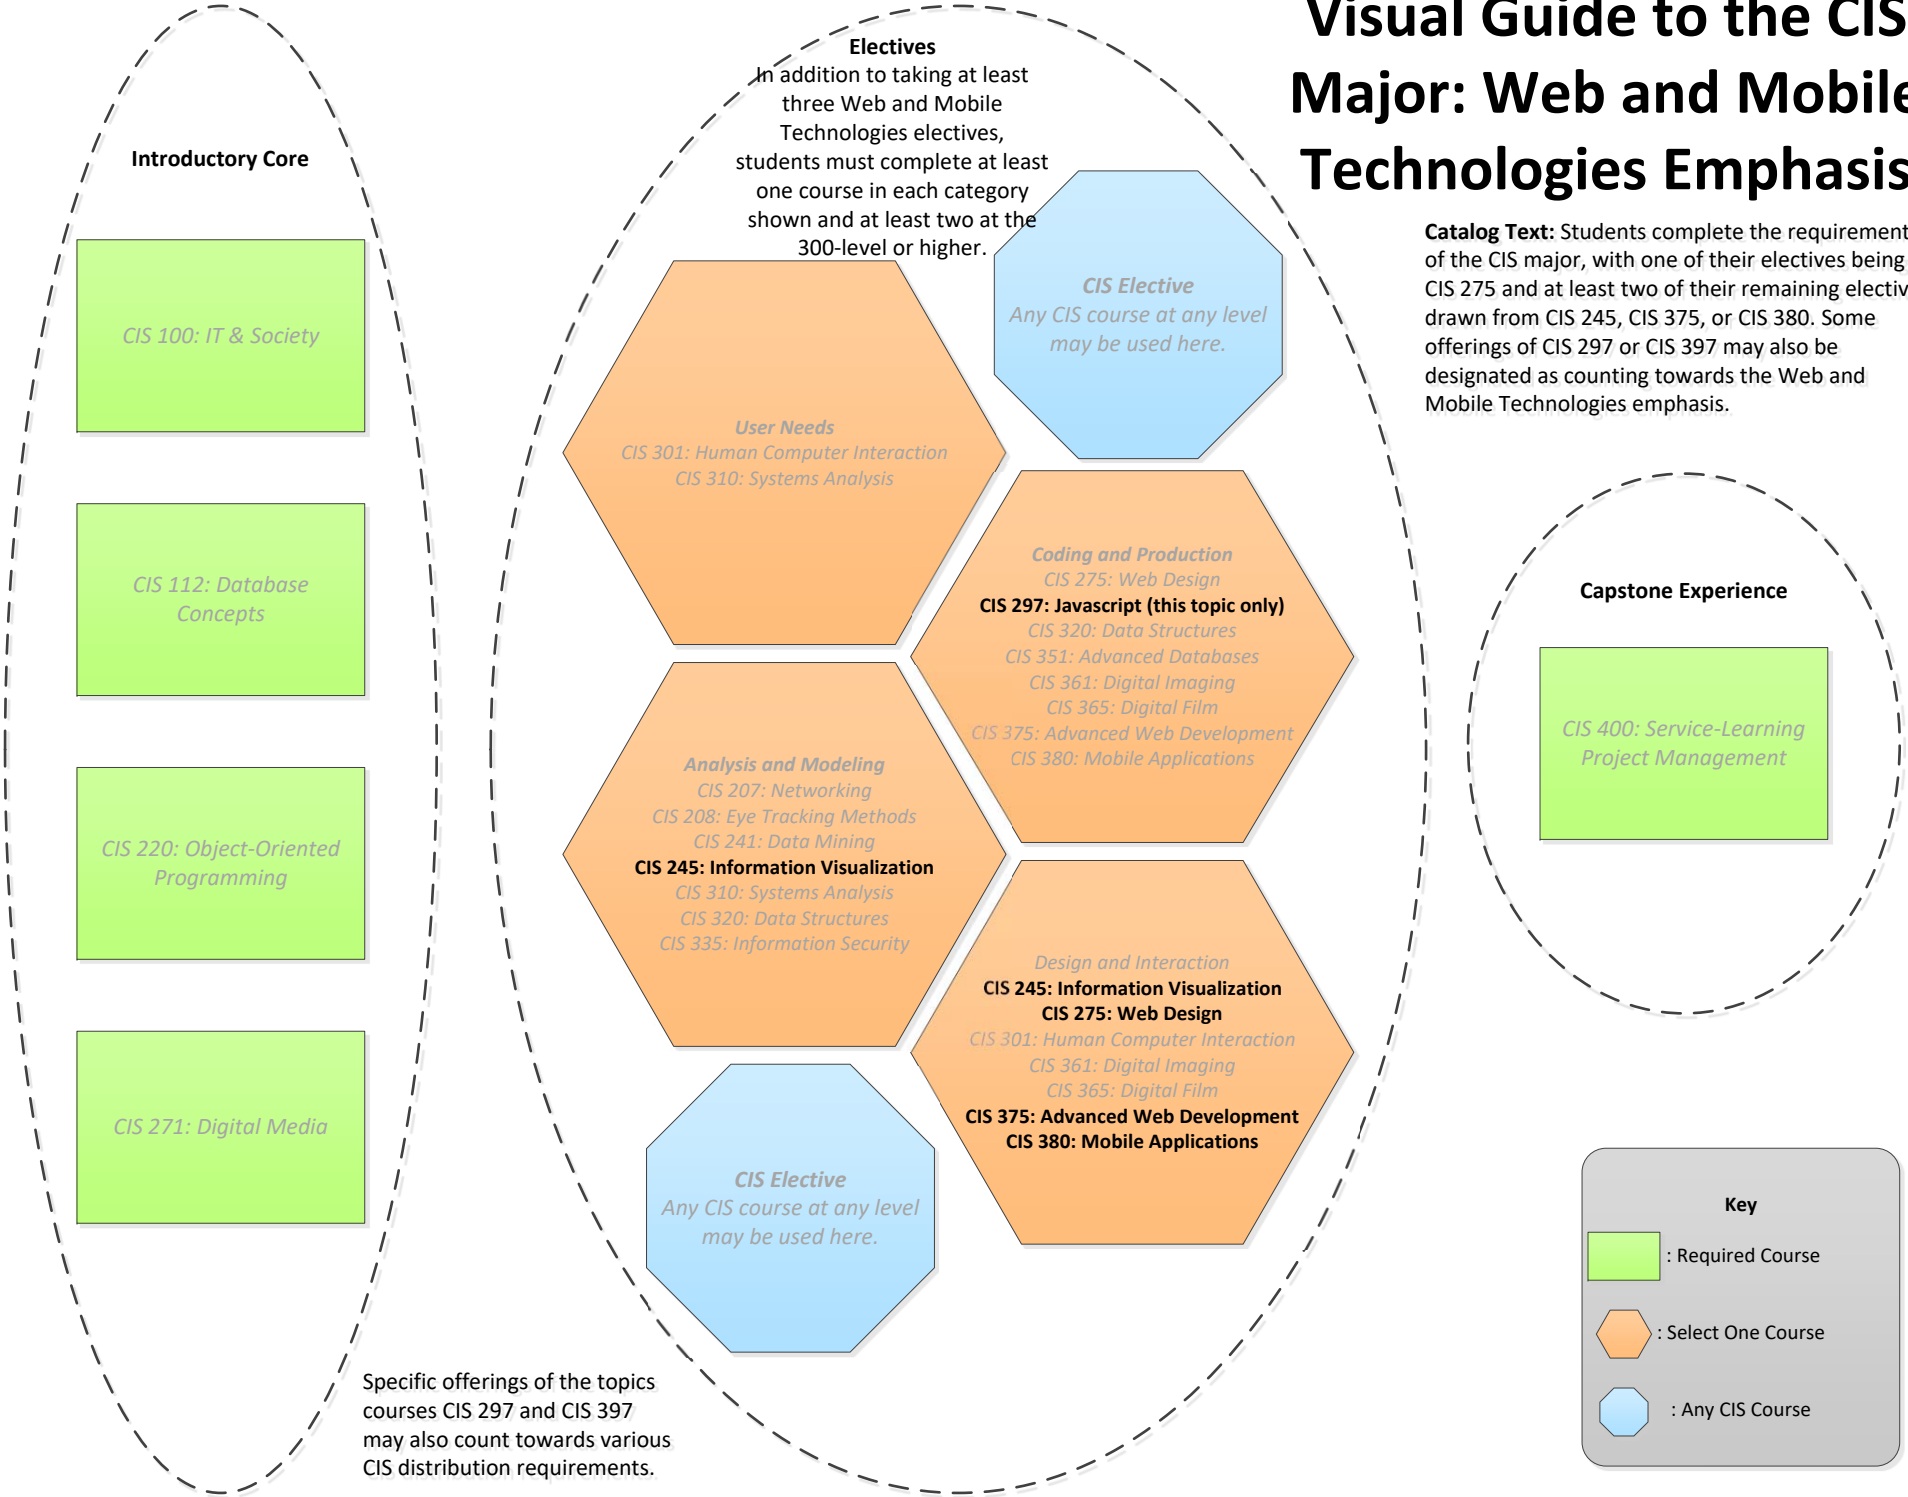 Visual Guide to the CIS
Major: Web and Mobile
Technologies Emphasis
Catalog Text: Students complete the requirement
of the CIS major, with one of their electives being
CIS 275 and at least two of their remaining electiv
drawn from CIS 245, CIS 375, or CIS 380. Some
offerings of CIS 297 or CIS 397 may also be
designated as counting towards the Web and
Mobile Technologies emphasis.
Introductory Core
CIS 100: IT & Society
CIS 112: Database
Concepts
CIS 220: Object-Oriented
Programming
CIS 271: Digital Media
Electives
In addition to taking at least
three Web and Mobile
Technologies electives,
students must complete at least
one course in each category
shown and at least two at the
300-level or higher.
CIS Elective
Any CIS course at any level
may be used here.
User Needs
CIS 301: Human Computer Interaction
CIS 310: Systems Analysis
Coding and Production
CIS 275: Web Design
CIS 297: Javascript (this topic only)
CIS 320: Data Structures
CIS 351: Advanced Databases
CIS 361: Digital Imaging
CIS 365: Digital Film
CIS 375: Advanced Web Development
CIS 380: Mobile Applications
Analysis and Modeling
CIS 207: Networking
CIS 208: Eye Tracking Methods
CIS 241: Data Mining
CIS 245: Information Visualization
CIS 310: Systems Analysis
CIS 320: Data Structures
CIS 335: Information Security
Design and Interaction
CIS 245: Information Visualization
CIS 275: Web Design
CIS 301: Human Computer Interaction
CIS 361: Digital Imaging
CIS 365: Digital Film
CIS 375: Advanced Web Development
CIS 380: Mobile Applications
CIS Elective
Any CIS course at any level
may be used here.
Specific offerings of the topics
courses CIS 297 and CIS 397
may also count towards various
CIS distribution requirements.
Capstone Experience
CIS 400: Service-Learning
Project Management
Key
: Required Course
: Select One Course
: Any CIS Course